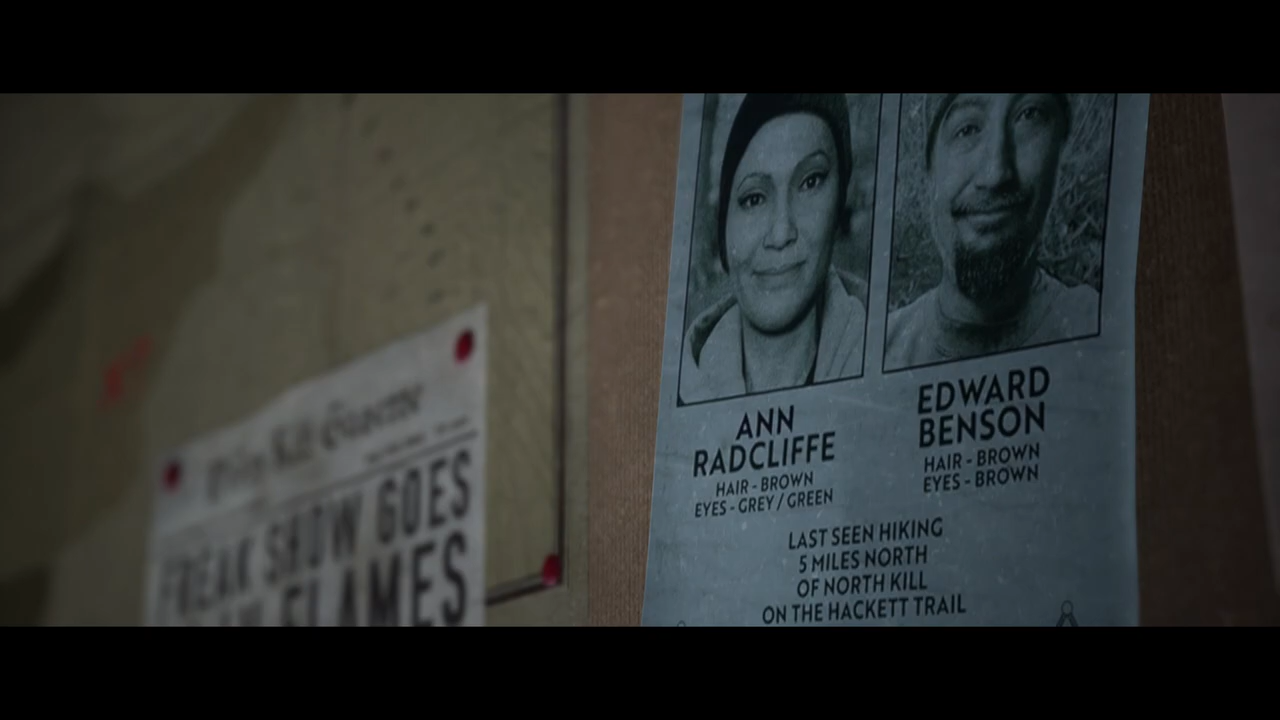 FREAK SHOW GOES
FLAMES
ANN
RADCLIFFE
HAIR - BROWN
EYES - GREY / GREEN
EDWARD
BENSON
HAIR - BROWN
EYES - BROWN
LAST SEEN HIKING
5 MILES NORTH
OF NORTH KILL
ON THE HACKETT TRAIL